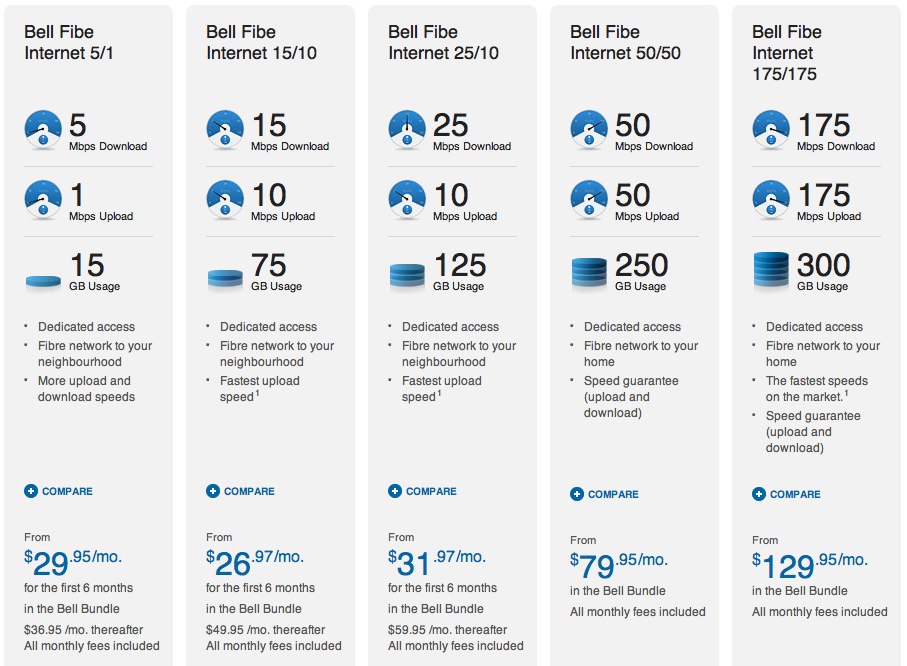 Bell Fibe
Internet 5/1
5
Mbps Download
1
Mbps Upload
15
GB Usage
• Dedicated access
• Fibre network to your
neighbourhood
• More upload and
download speeds
COMPARE
From
$29.95/mo.
for the first 6 months
in the Bell Bundle
$36.95 /mo. thereafter
All monthly fees included
Bell Fibe
Internet 15/10
15
Mbps Download
10
Mbps Upload
75
GB Usage
• Dedicated access
• Fibre network to your
neighbourhood
• Fastest upload
speed¹
COMPARE
From
$26.97/mo.
for the first 6 months
in the Bell Bundle
$49.95 /mo. thereafter
All monthly fees included
Bell Fibe
Internet 25/10
25
Mbps Download
10
Mbps Upload
125
GB Usage
• Dedicated access
• Fibre network to your
neighbourhood
• Fastest upload
speed¹
COMPARE
From
$31.97/mo.
for the first 6 months
in the Bell Bundle
$59.95 /mo. thereafter
All monthly fees included
Bell Fibe
Internet 50/50
50
Mbps Download
50
Mbps Upload
250
GB Usage
• Dedicated access
• Fibre network to your
home
• Speed guarantee
(upload and
download)
COMPARE
From
$79.95/mo.
in the Bell Bundle
All monthly fees included
Bell Fibe
Internet
175/175
175
Mbps Download
175
Mbps Upload
300
GB Usage
• Dedicated access
• Fibre network to your
home
• The fastest speeds
on the market.¹
• Speed guarantee
(upload and
download)
COMPARE
From
$129.95/mo.
in the Bell Bundle
All monthly fees included